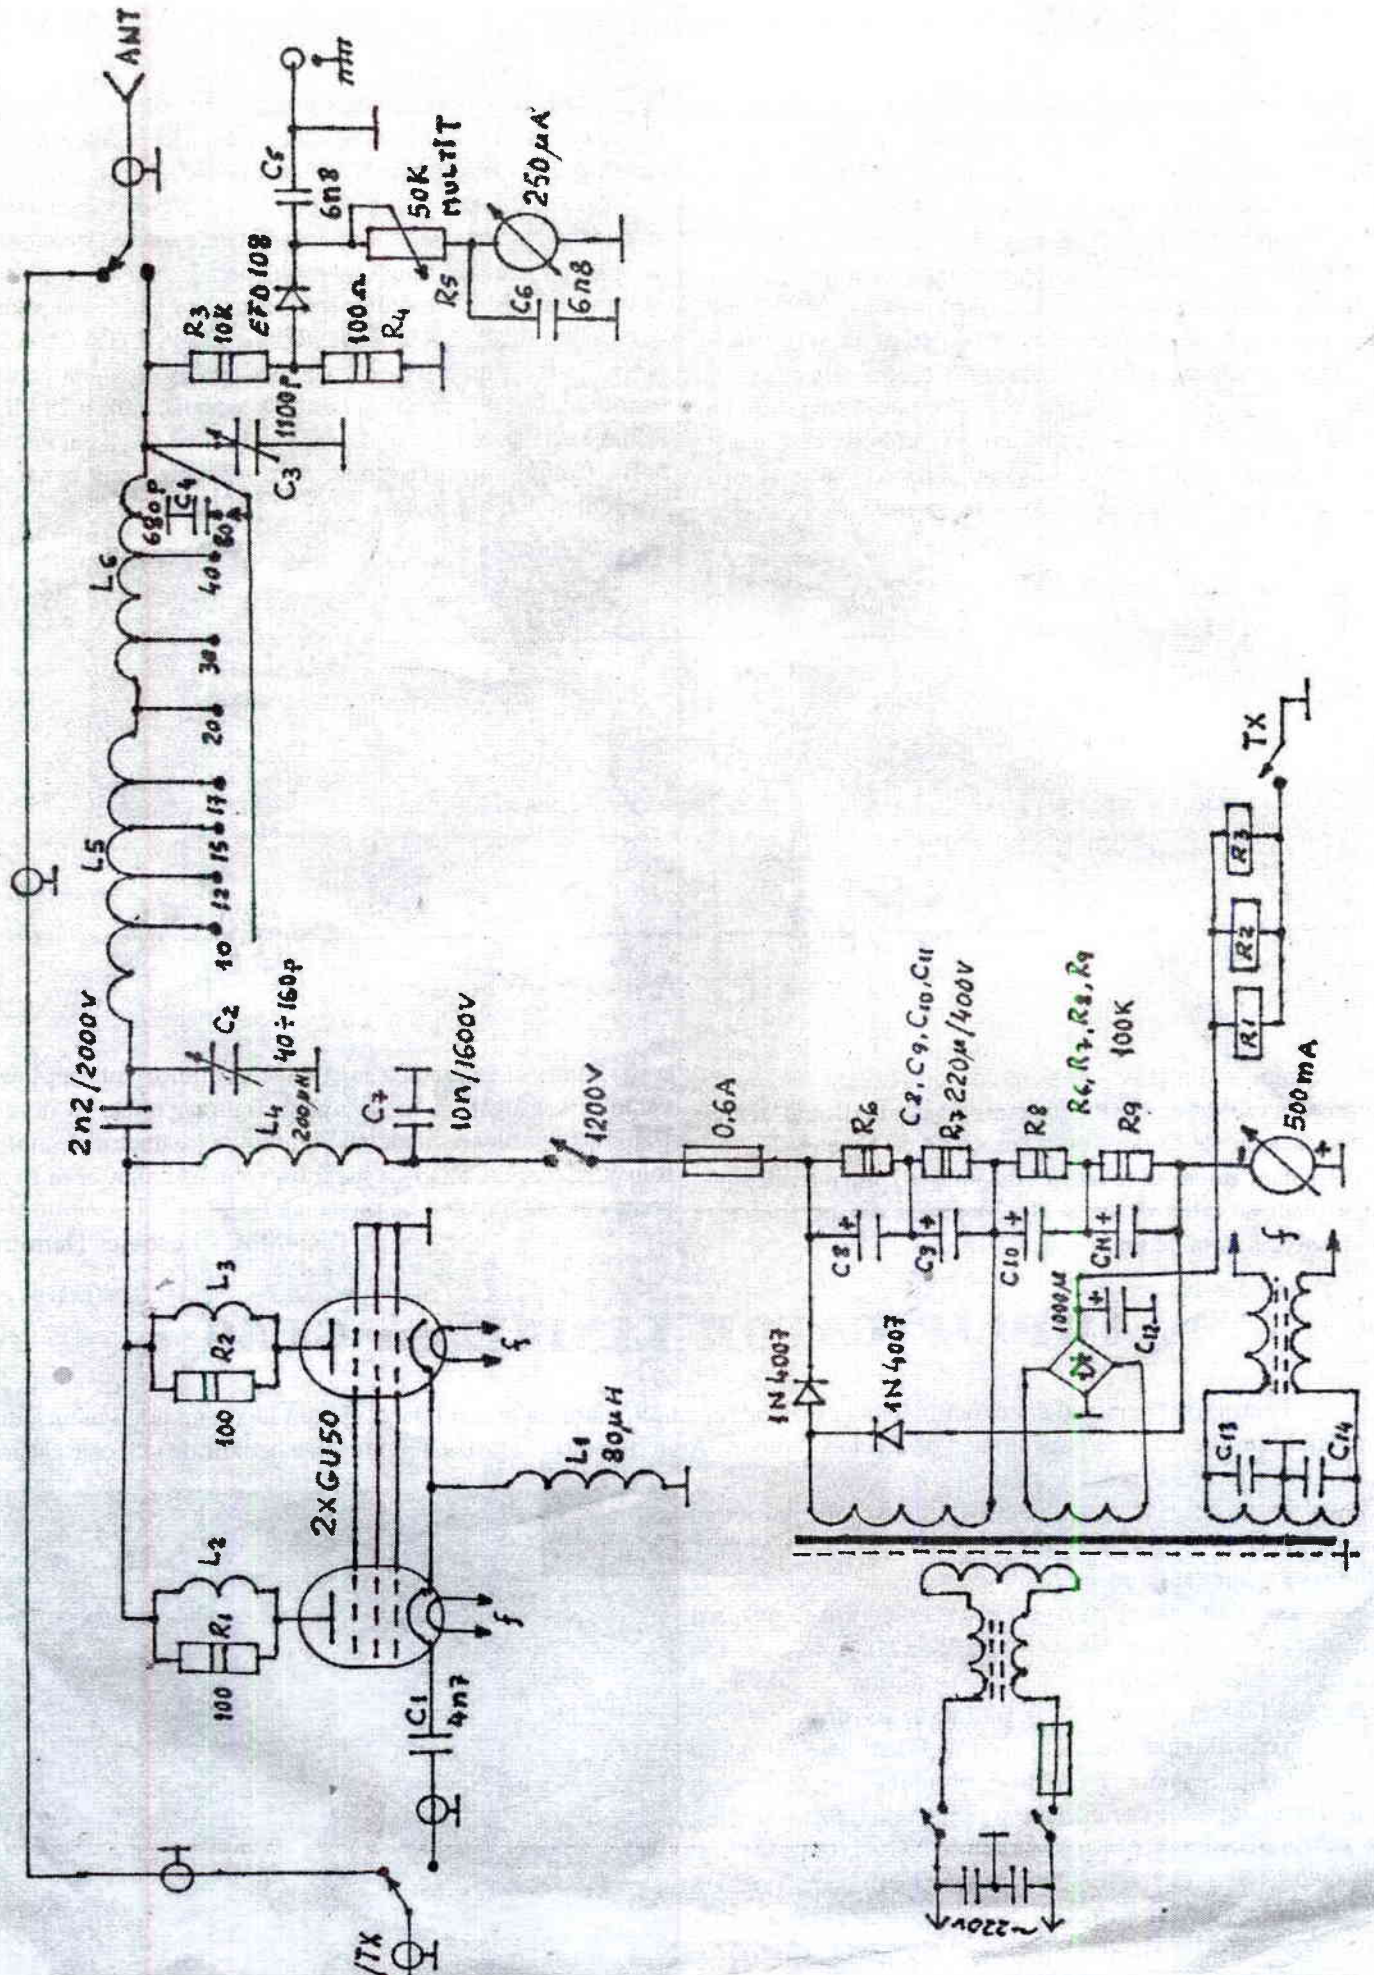 ANT
/TX
2n2/2000V
C2
40÷160p
L5
10
12
15
17
20
30
40
80
L6
680p
C4
C3
1100p
R3
10K
EFD108
100Ω
R4
C5
6n8
50K
MULTIT
R5
C6
6n8
250µA
100
R1
L2
100
R2
L3
2XGU50
f
f
C1
4n7
L1
80µH
L4
200µH
C7
10n/1600V
1200V
0.6A
1N4007
1N4007
C8
C9
C10
C11
R6
R7
R8
R9
C8, C9, C10, C11
220µ/400V
R6, R7, R8, R9
100K
1000µ
C12
C13
C14
f
500mA
R1
R2
R3
TX
~220V